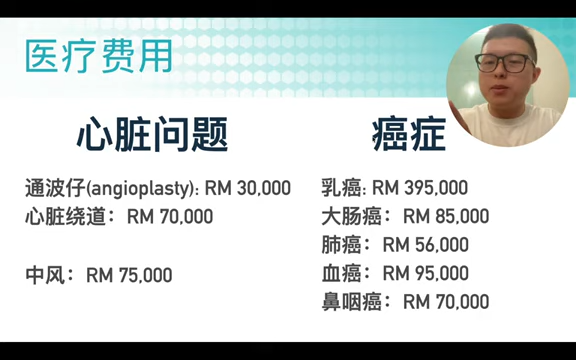 医疗费用
心脏问题
通波仔(angioplasty): RM 30,000
心脏绕道：RM 70,000
中风：RM 75,000
癌症
乳癌: RM 395,000
大肠癌：RM 85,000
肺癌：RM 56,000
血癌：RM 95,000
鼻咽癌：RM 70,000